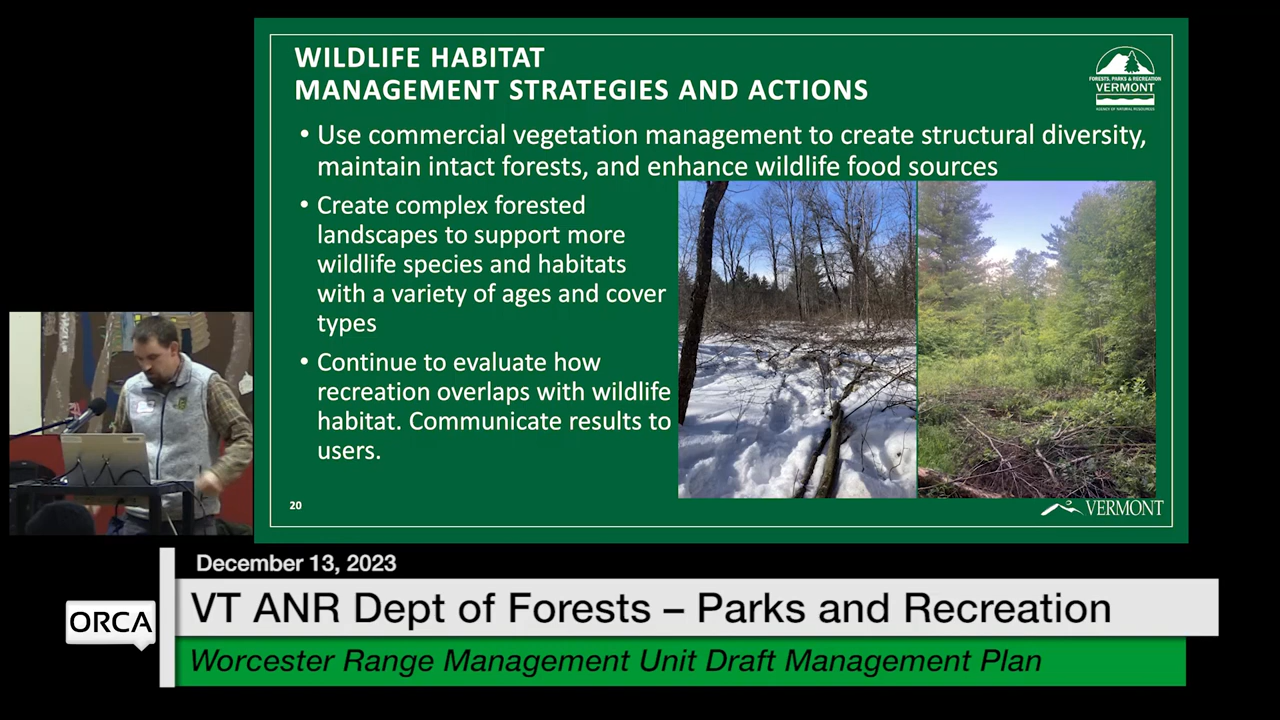 WILDLIFE HABITAT
MANAGEMENT STRATEGIES AND ACTIONS
FORESTS, PARKS & RECREATION
VERMONT
AGENCY OF NATURAL RESOURCES
• Use commercial vegetation management to create structural diversity,
maintain intact forests, and enhance wildlife food sources
• Create complex forested
landscapes to support more
wildlife species and habitats
with a variety of ages and cover
types
• Continue to evaluate how
recreation overlaps with wildlife
habitat. Communicate results to
users.
20
VERMONT
December 13, 2023
ORCA
VT ANR Dept of Forests – Parks and Recreation
Worcester Range Management Unit Draft Management Plan